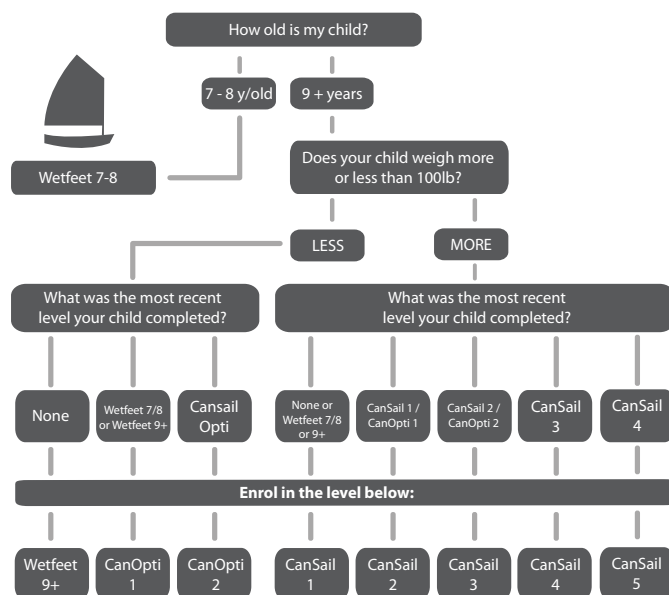 How old is my child?
7 - 8 y/old
9 + years
Wetfeet 7-8
Does your child weigh more
or less than 100lb?
LESS
MORE
What was the most recent
level your child completed?
What was the most recent
level your child completed?
None
Wetfeet 7/8
or Wetfeet 9+
Cansail
Opti
None or
Wetfeet 7/8
or 9+
CanSail 1 /
CanOpti 1
CanSail 2 /
CanOpti 2
CanSail
3
CanSail
4
Enrol in the level below:
Wetfeet
9+
CanOpti
1
CanOpti
2
CanSail
1
CanSail
2
CanSail
3
CanSail
4
CanSail
5